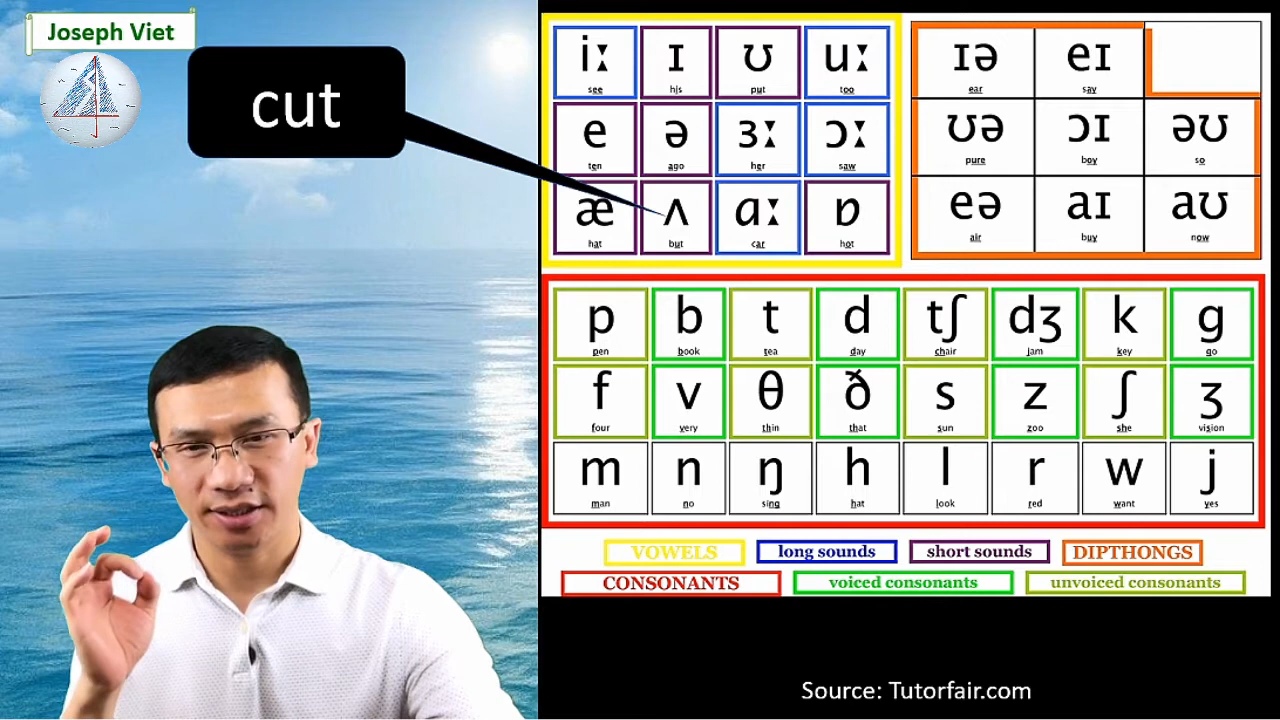 Joseph Viet
cut
iː ɪ ʊ uː
see his put too
e ə ɜː ɔː
ten ago her saw
æ ʌ ɑː ɒ
hat but car hot
ɪə eɪ
ear say
ʊə ɔɪ əʊ
pure boy so
eə aɪ aʊ
air buy now
p b t d tʃ dʒ k g
pen book tea day chair jam key go
f v θ ð s z ʃ ʒ
four very thin that sun zoo she vision
m n ŋ h l r w j
man no sing hat look red want yes
VOWELS long sounds short sounds DIPTHONGS
CONSONANTS voiced consonants unvoiced consonants
Source: Tutorfair.com